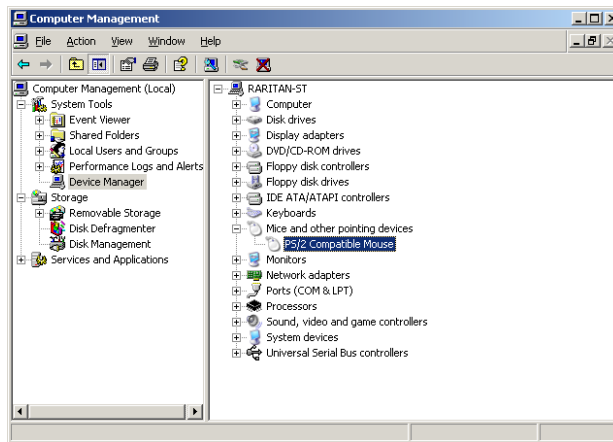 Computer Management
File Action View Window Help
Computer Management (Local)
System Tools
Event Viewer
Shared Folders
Local Users and Groups
Performance Logs and Alerts
Device Manager
Storage
Removable Storage
Disk Defragmenter
Disk Management
Services and Applications
RARITAN-ST
Computer
Disk drives
Display adapters
DVD/CD-ROM drives
Floppy disk controllers
Floppy disk drives
IDE ATA/ATAPI controllers
Keyboards
Mice and other pointing devices
PS/2 Compatible Mouse
Monitors
Network adapters
Ports (COM & LPT)
Processors
Sound, video and game controllers
System devices
Universal Serial Bus controllers